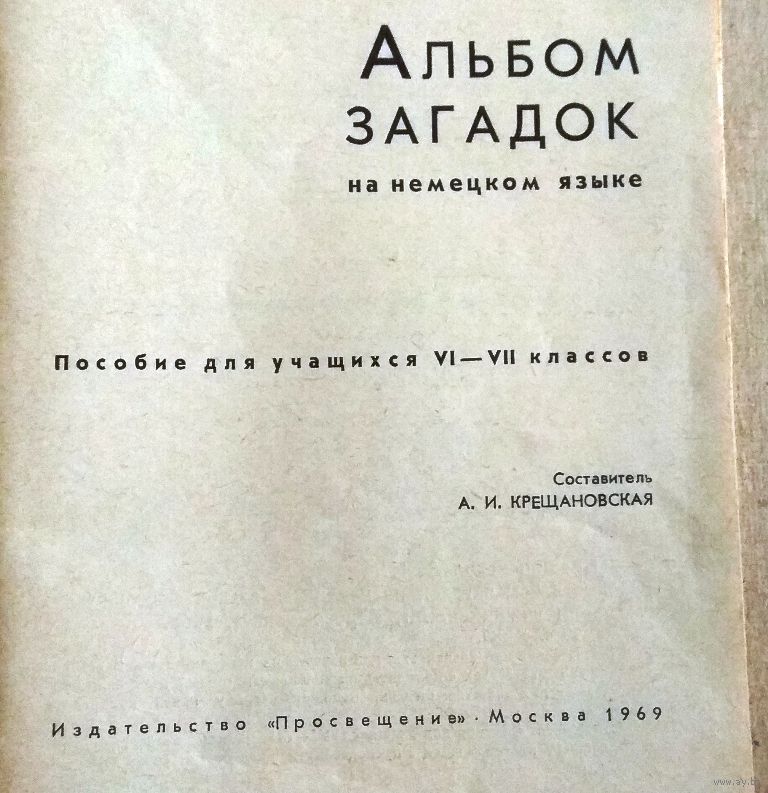 Альбом
загадок
на немецком языке
Пособие для учащихся VI—VII классов
Составитель
А. И. КРЕЩАНОВСКАЯ
Издательство «Просвещение» · Москва 1969